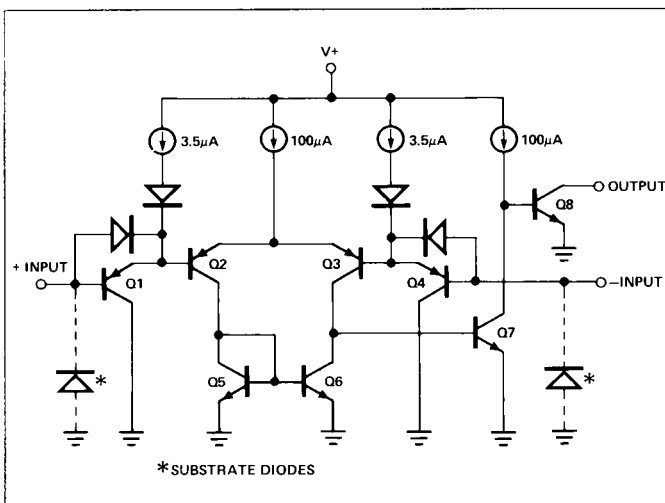 V+
3.5μA
100μA
3.5μA
100μA
OUTPUT
Q8
+ INPUT
Q1
Q2
Q3
Q4
-INPUT
Q7
*
Q5
Q6
*
*SUBSTRATE DIODES